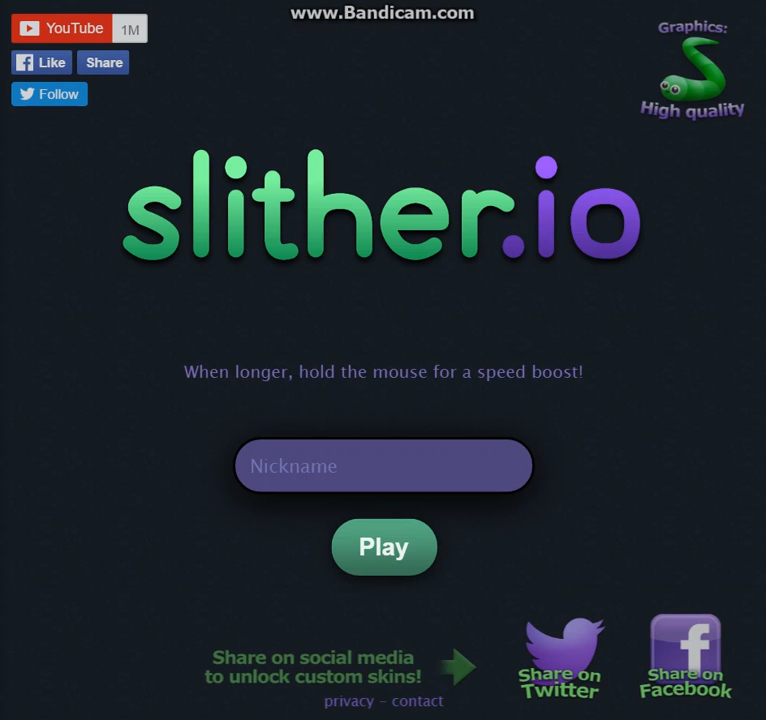 www.Bandicam.com
YouTube 1M
Like Share
Follow
Graphics:
High quality
slither.io
When longer, hold the mouse for a speed boost!
Nickname
Play
Share on social media
to unlock custom skins!
Share on
Twitter
f
Share on
Facebook
privacy - contact